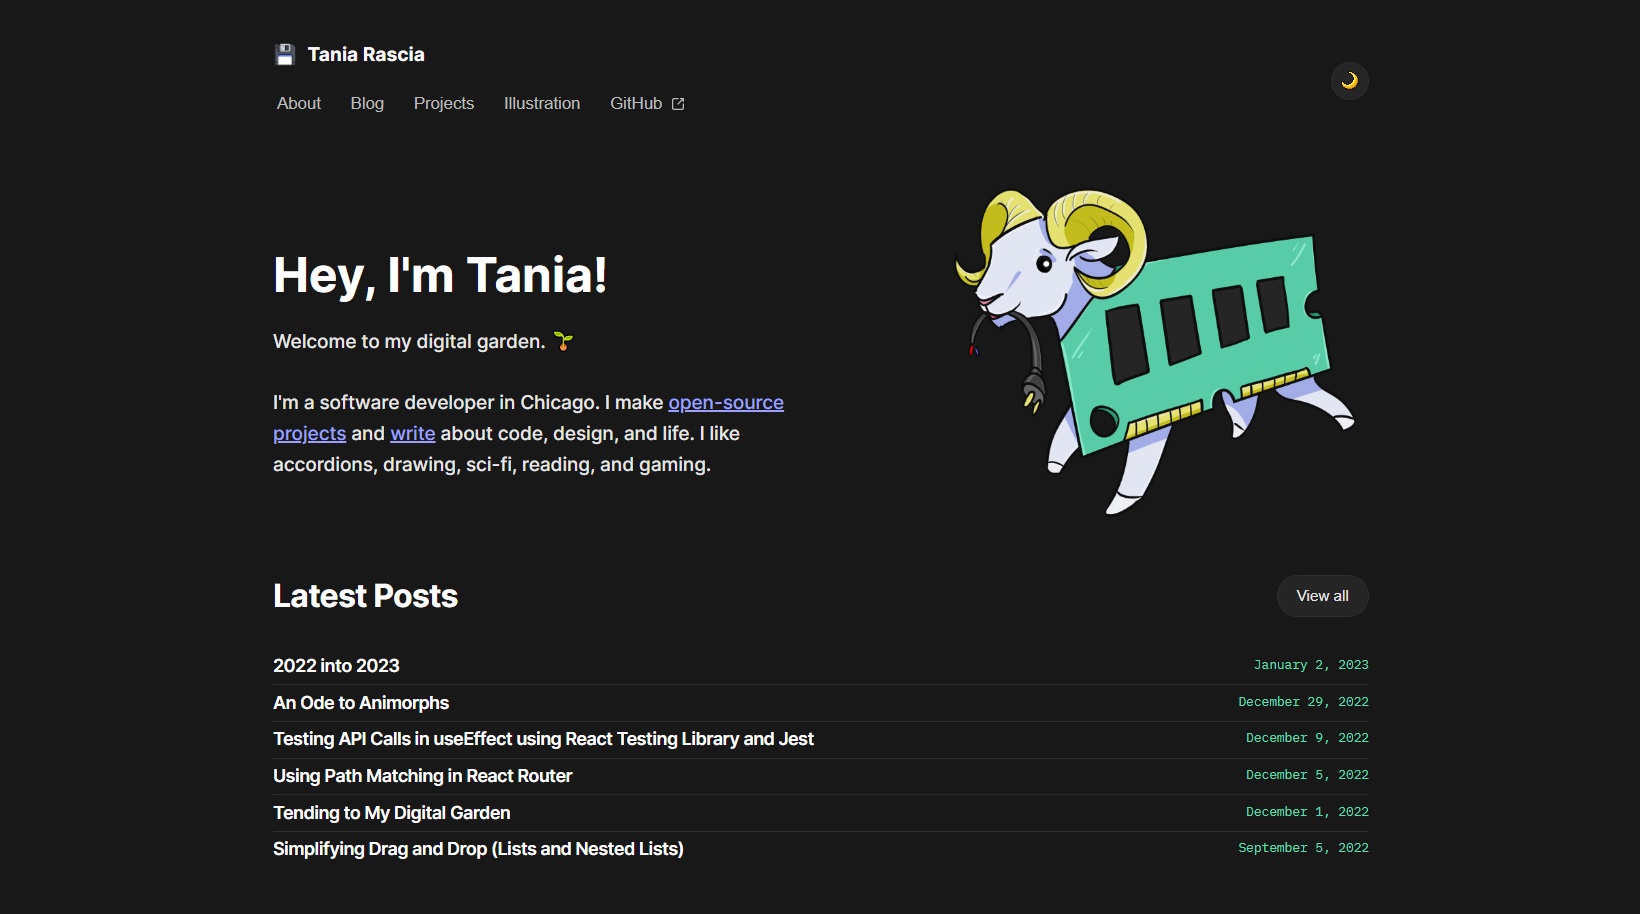 Tania Rascia
About Blog Projects Illustration GitHub
Hey, I'm Tania!
Welcome to my digital garden.
I'm a software developer in Chicago. I make open-source
projects and write about code, design, and life. I like
accordions, drawing, sci-fi, reading, and gaming.
Latest Posts
View all
2022 into 2023 January 2, 2023
An Ode to Animorphs December 29, 2022
Testing API Calls in useEffect using React Testing Library and Jest December 9, 2022
Using Path Matching in React Router December 5, 2022
Tending to My Digital Garden December 1, 2022
Simplifying Drag and Drop (Lists and Nested Lists) September 5, 2022